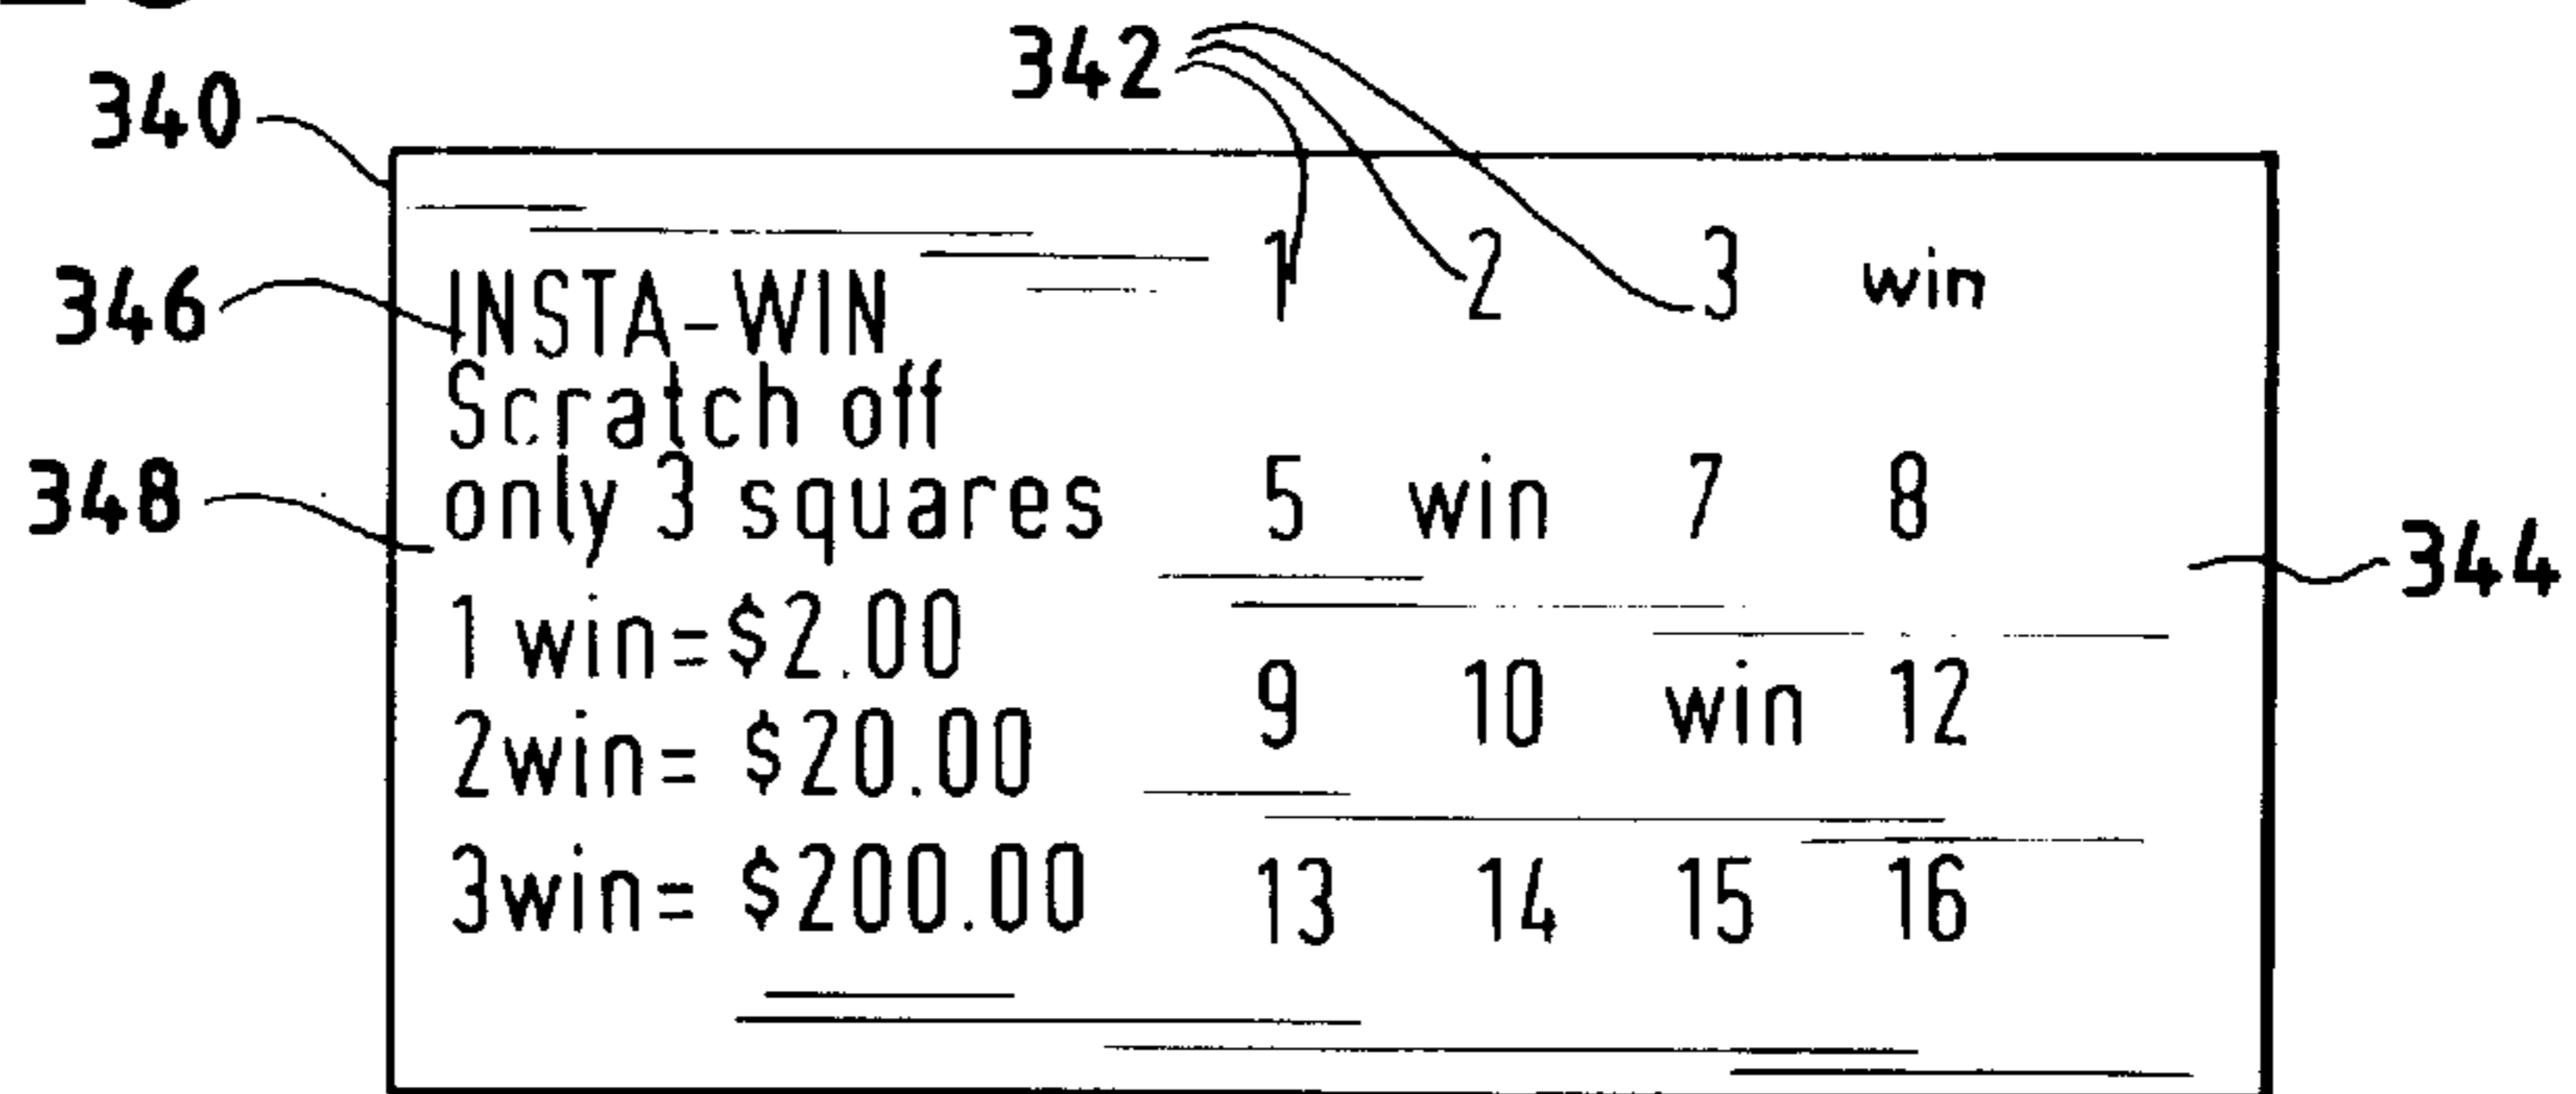 342
340
1 2 3 win
346
INSTA-WIN
Scratch off
348
only 3 squares
5 win 7 8
344
1 win=$2.00
9 10 win 12
2win= $20.00
3win= $200.00
13 14 15 16